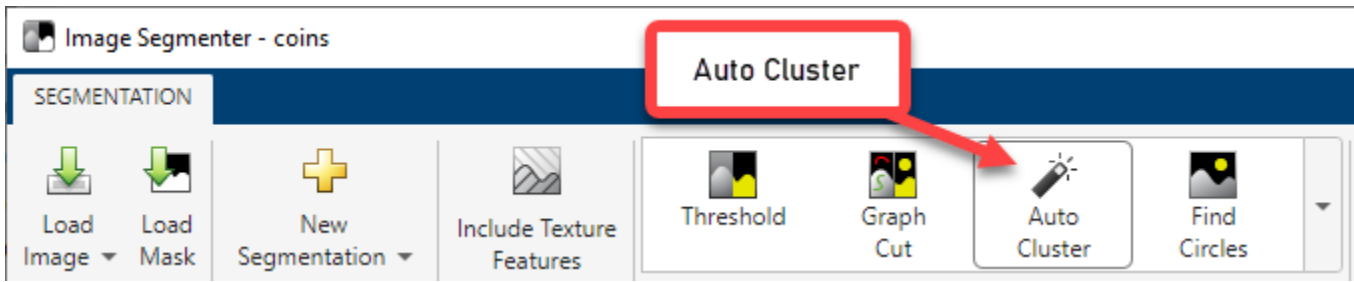 Image Segmenter - coins
Auto Cluster
SEGMENTATION
Load
Image
Load
Mask
New
Segmentation
Include Texture
Features
Threshold
Graph
Cut
Auto
Cluster
Find
Circles